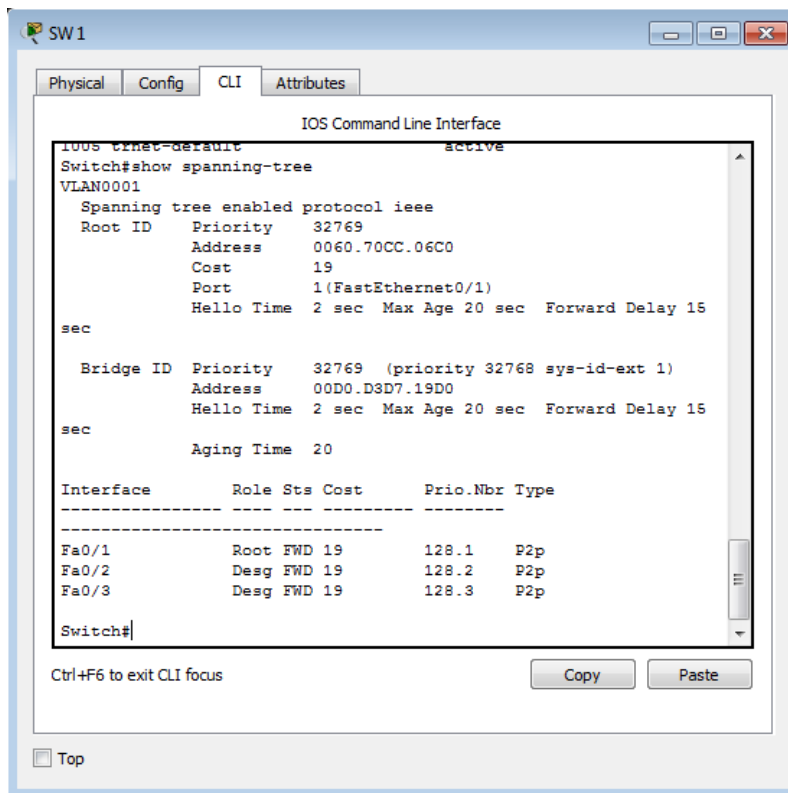 SW1
Physical Config CLI Attributes
IOS Command Line Interface
1005 trnet-default active
Switch#show spanning-tree
VLAN0001
Spanning tree enabled protocol ieee
Root ID Priority 32769
Address 0060.70CC.06C0
Cost 19
Port 1(FastEthernet0/1)
Hello Time 2 sec Max Age 20 sec Forward Delay 15
sec
Bridge ID Priority 32769 (priority 32768 sys-id-ext 1)
Address 00D0.D3D7.19D0
Hello Time 2 sec Max Age 20 sec Forward Delay 15
sec
Aging Time 20
Interface Role Sts Cost Prio.Nbr Type
---------------- ---- --- --------- --------
--------------------------------
Fa0/1 Root FWD 19 128.1 P2p
Fa0/2 Desg FWD 19 128.2 P2p
Fa0/3 Desg FWD 19 128.3 P2p
Switch#
Ctrl+F6 to exit CLI focus
Copy Paste
Top